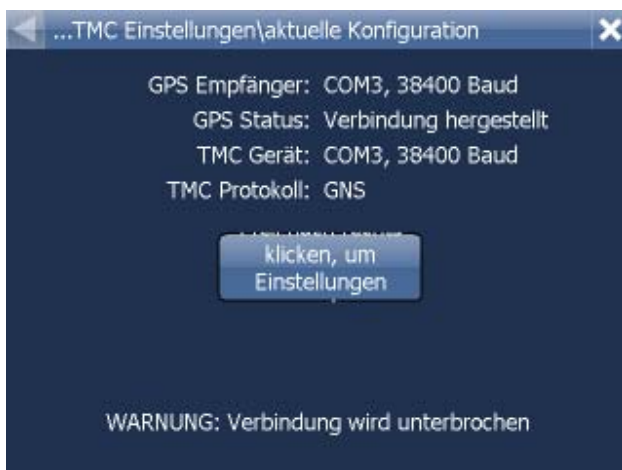 ...TMC Einstellungen\aktuelle Konfiguration
GPS Empfänger: COM3, 38400 Baud
GPS Status: Verbindung hergestellt
TMC Gerät: COM3, 38400 Baud
TMC Protokoll: GNS
klicken, um
Einstellungen
WARNUNG: Verbindung wird unterbrochen